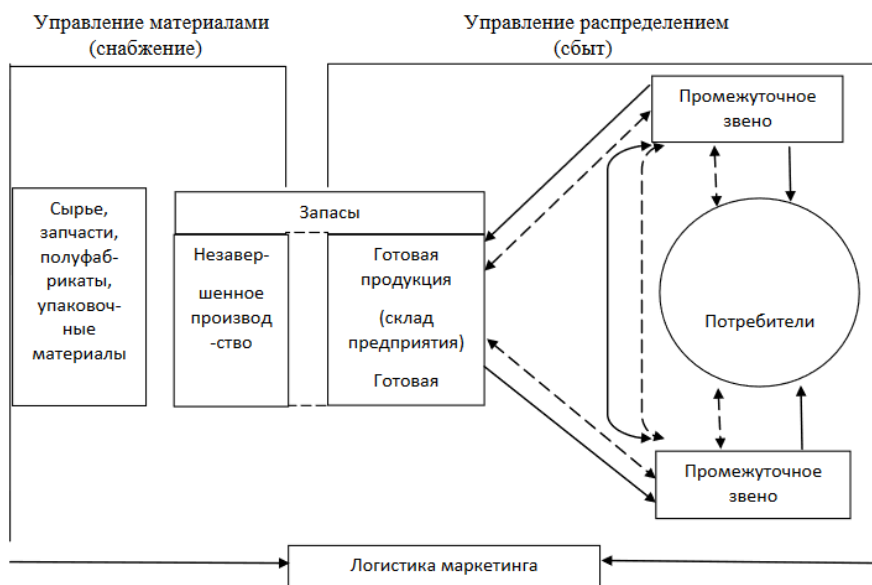 Управление материалами
(снабжение)
Управление распределением
(сбыт)
Промежуточное
звено
Сырье,
запчасти,
полуфаб-
рикаты,
упаковоч-
ные
материалы
Запасы
Незавер-
шенное
производ
-ство
Готовая
продукция
(склад
предприятия)
Готовая
Потребители
Промежуточное
звено
Логистика маркетинга